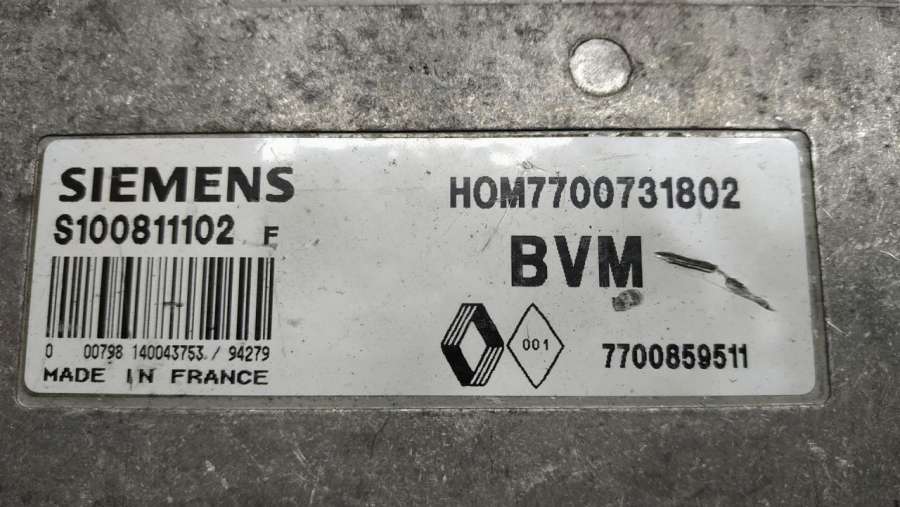 SIEMENS
S100811102 F
0 00798 140043753 / 94279
MADE IN FRANCE
HOM7700731802
BVM
001
7700859511